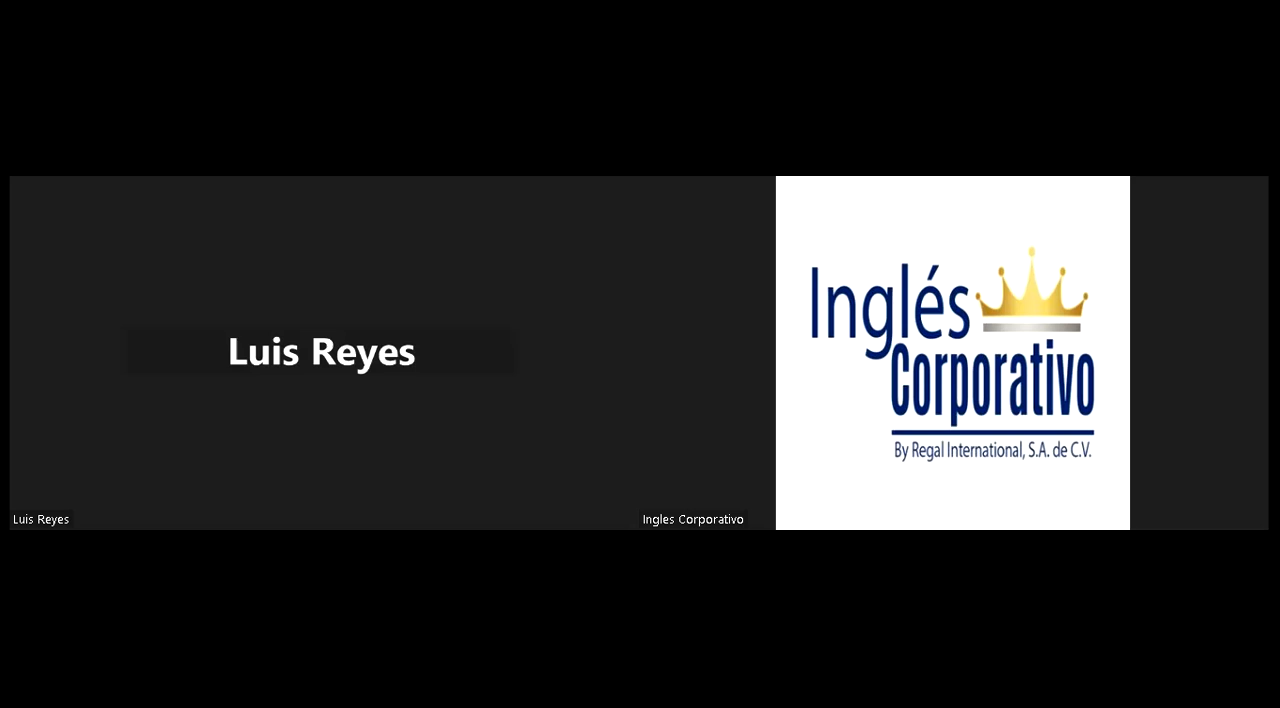 Luis Reyes
Luis Reyes
Inglés
Corporativo
By Regal International, S.A. de C.V.
Ingles Corporativo